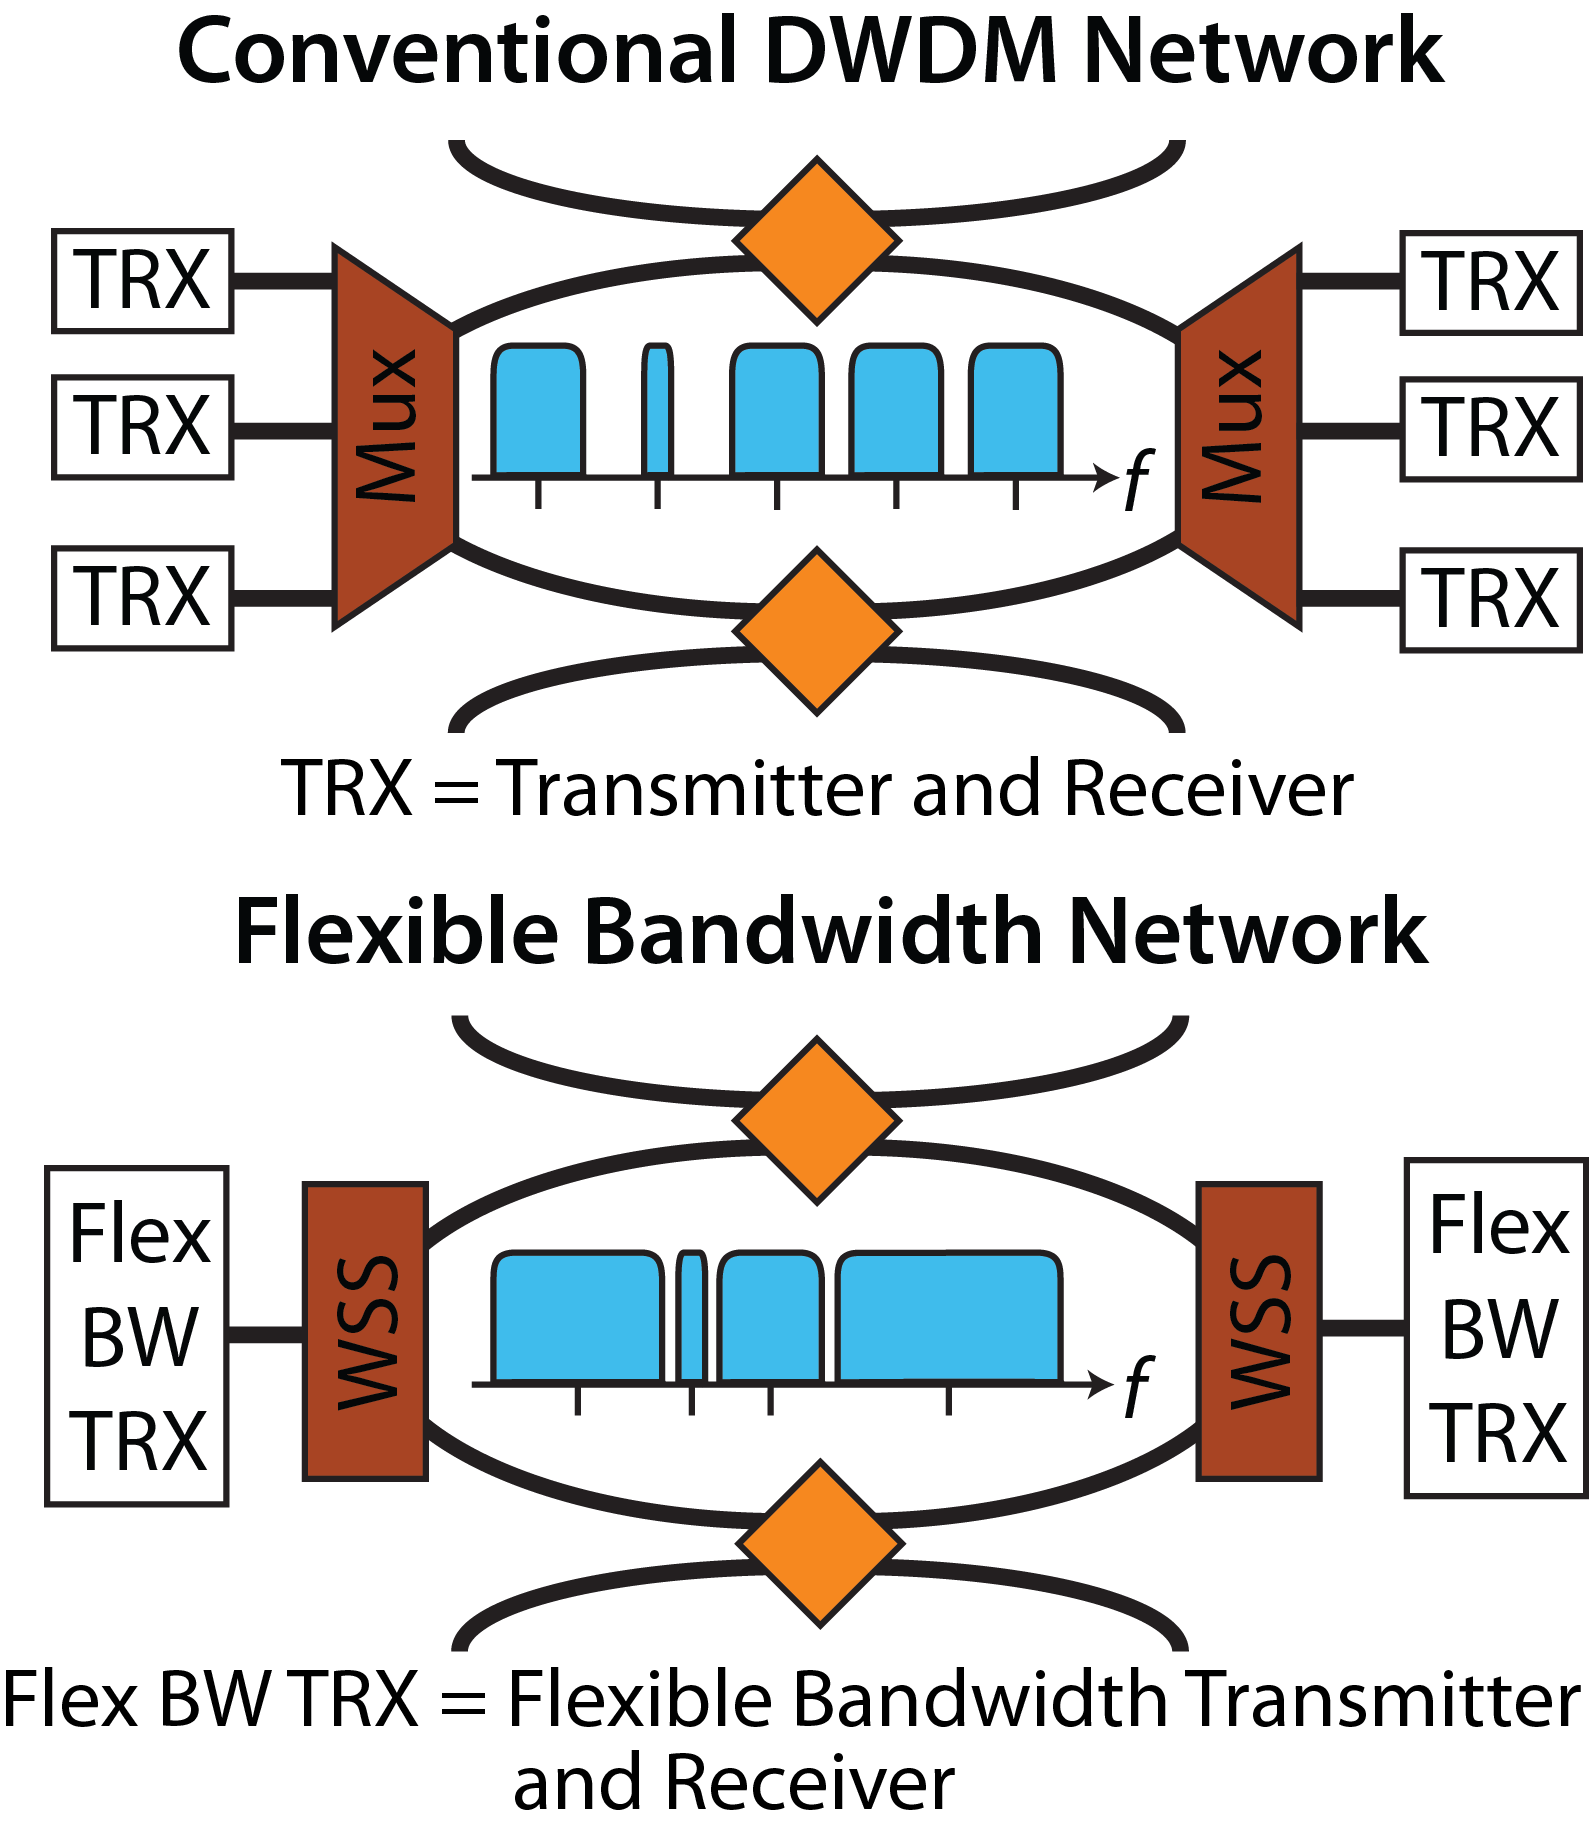 Conventional DWDM Network
TRX
TRX
TRX
Mux
f
Mux
TRX
TRX
TRX
TRX = Transmitter and Receiver
Flexible Bandwidth Network
Flex
BW
TRX
WSS
f
WSS
Flex
BW
TRX
Flex BW TRX = Flexible Bandwidth Transmitter
and Receiver